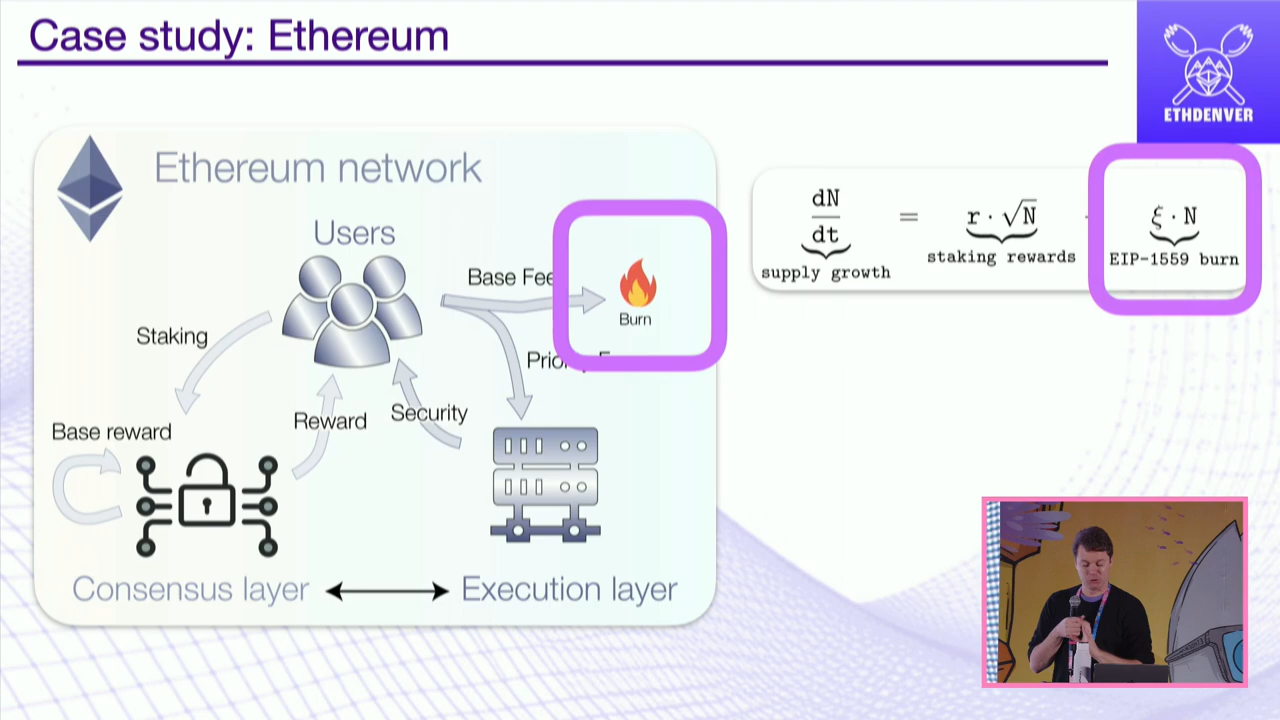 Case study: Ethereum
ETHDENVER
Ethereum network
Users
Base Fee
Burn
Staking
Reward
Security
Base reward
Consensus layer
Execution layer
dN
dt
supply growth
=
r · √N
staking rewards
ξ · N
EIP-1559 burn